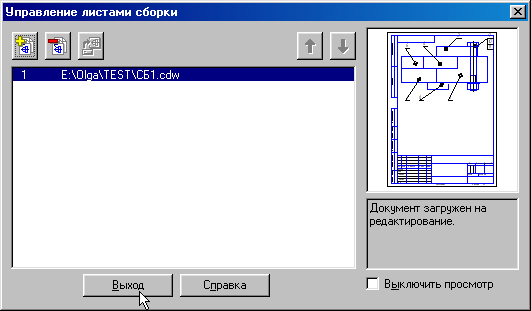 Управление листами сборки
1 E:\Olga\TEST\СБ1.cdw
Документ загружен на
редактирование.
Выход
Справка
Выключить просмотр